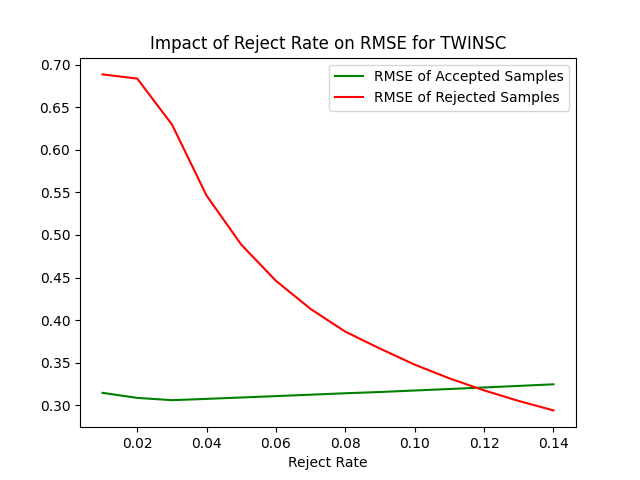 Impact of Reject Rate on RMSE for TWINSC
RMSE of Accepted Samples
RMSE of Rejected Samples
0.70
0.65
0.60
0.55
0.50
0.45
0.40
0.35
0.30
0.02 0.04 0.06 0.08 0.10 0.12 0.14
Reject Rate